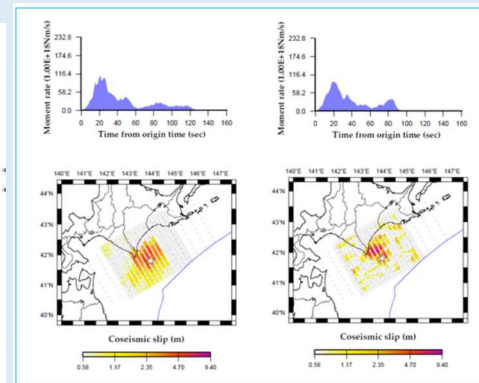 Moment rate (1.00E+18Nm/s)
232.8
174.6
116.4
58.2
0.0
0 20 40 60 80 100 120 140 160
Time from origin time (sec)
Moment rate (1.00E+18Nm/s)
232.8
174.6
116.4
58.2
0.0
0 20 40 60 80 100 120 140 160
Time from origin time (sec)
140°E 141°E 142°E 143°E 144°E 145°E 146°E 147°E
44°N
43°N
42°N
41°N
40°N
Coseismic slip (m)
0.58 1.17 2.35 4.70 9.40
140°E 141°E 142°E 143°E 144°E 145°E 146°E 147°E
44°N
43°N
42°N
41°N
40°N
Coseismic slip (m)
0.58 1.17 2.35 4.70 9.40